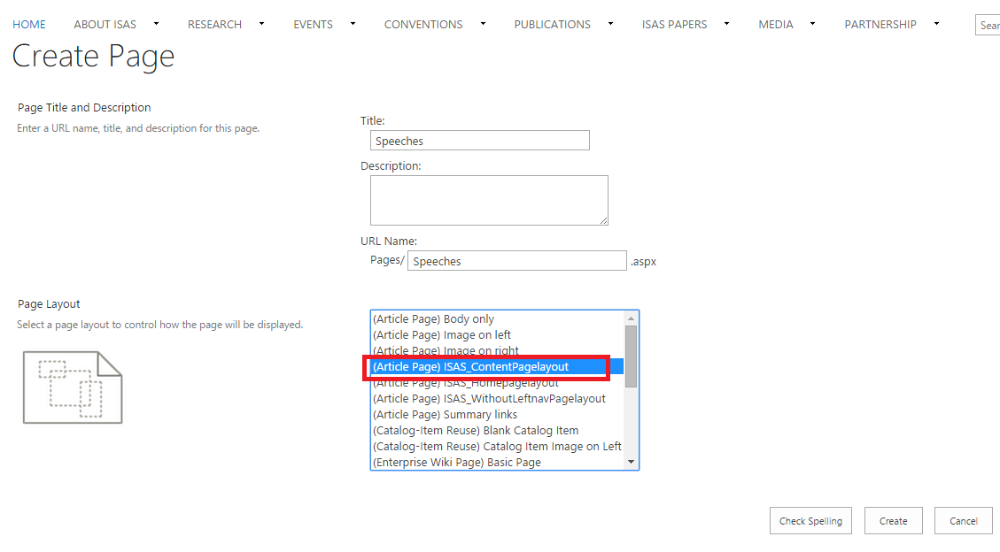 HOME ABOUT ISAS RESEARCH EVENTS CONVENTIONS PUBLICATIONS ISAS PAPERS MEDIA PARTNERSHIP Sear
Create Page
Page Title and Description
Enter a URL name, title, and description for this page.
Title:
Speeches
Description:
URL Name:
Pages/ Speeches .aspx
Page Layout
Select a page layout to control how the page will be displayed.
(Article Page) Body only
(Article Page) Image on left
(Article Page) Image on right
(Article Page) ISAS_ContentPagelayout
(Article Page) ISAS_Homepagelayout
(Article Page) ISAS_WithoutLeftnavPagelayout
(Article Page) Summary links
(Catalog-Item Reuse) Blank Catalog Item
(Catalog-Item Reuse) Catalog Item Image on Left
(Enterprise Wiki Page) Basic Page
Check Spelling Create Cancel